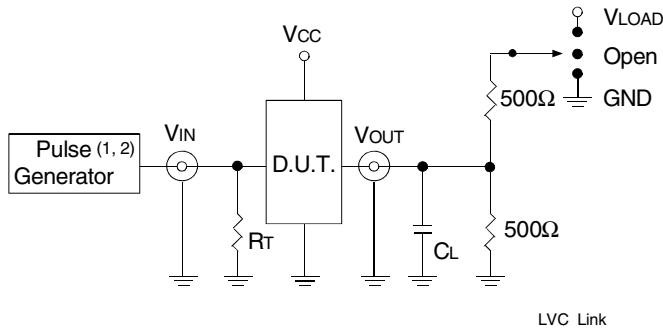 VLOAD
VCC
Open
500Ω
GND
VIN
VOUT
Pulse (1, 2)
Generator
D.U.T.
RT
CL
500Ω
LVC Link